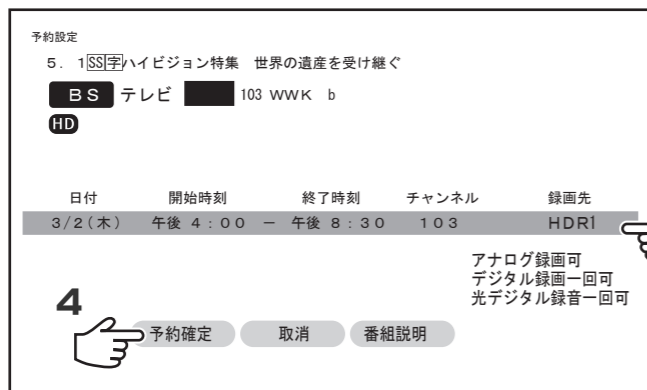 予約設定
5. 1SS字ハイビジョン特集 世界の遺産を受け継ぐ
BS テレビ 103 WWK b
HD
日付 開始時刻 終了時刻 チャンネル 録画先
3/2(木) 午後 4:00 － 午後 8:30 103 HDR1
アナログ録画可
デジタル録画一回可
光デジタル録音一回可
4
予約確定 取消 番組説明